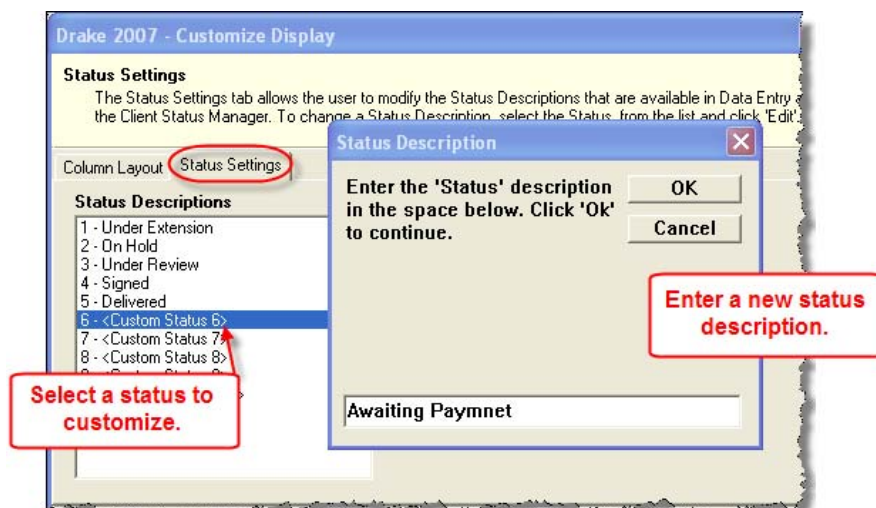 Drake 2007 - Customize Display
Status Settings
The Status Settings tab allows the user to modify the Status Descriptions that are available in Data Entry
the Client Status Manager. To change a Status Description, select the Status, from the list and click 'Edit'.
Column Layout Status Settings
Status Descriptions
1 - Under Extension
2 - On Hold
3 - Under Review
4 - Signed
5 - Delivered
6 - <Custom Status 6>
7 - <Custom Status 7>
8 - <Custom Status 8>
Select a status to
customize.
Status Description
Enter the 'Status' description
in the space below. Click 'Ok'
to continue.
OK
Cancel
Awaiting Paymnet
Enter a new status
description.